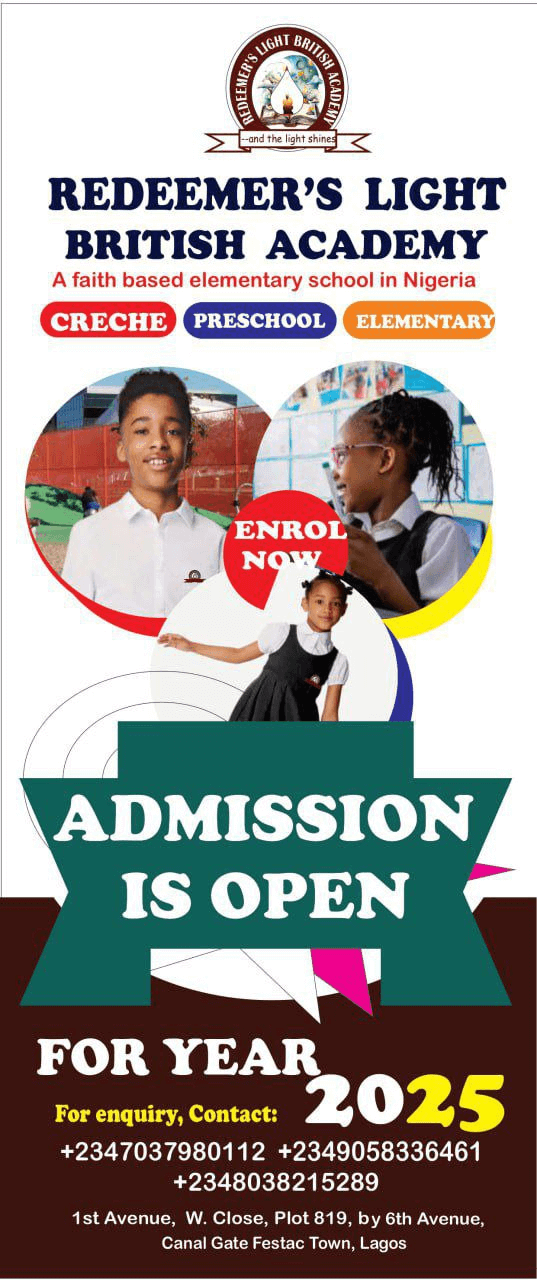 REDEEMER'S LIGHT BRITISH ACADEMY
--and the light shines
REDEEMER'S LIGHT
BRITISH ACADEMY
A faith based elementary school in Nigeria
CRECHE PRESCHOOL ELEMENTARY
ENROL
NOW
ADMISSION
IS OPEN
FOR YEAR
2025
For enquiry, Contact:
+2347037980112 +2349058336461
+2348038215289
1st Avenue, W. Close, Plot 819, by 6th Avenue,
Canal Gate Festac Town, Lagos